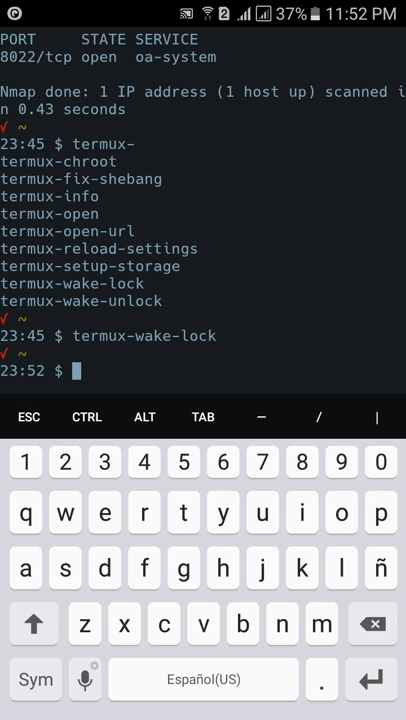 37% 11:52 PM
PORT STATE SERVICE
8022/tcp open oa-system
Nmap done: 1 IP address (1 host up) scanned i
n 0.43 seconds
✓ ~
23:45 $ termux-
termux-chroot
termux-fix-shebang
termux-info
termux-open
termux-open-url
termux-reload-settings
termux-setup-storage
termux-wake-lock
termux-wake-unlock
✓ ~
23:45 $ termux-wake-lock
✓ ~
23:52 $
ESC CTRL ALT TAB — / |
1 2 3 4 5 6 7 8 9 0
q w e r t y u i o p
a s d f g h j k l ñ
z x c v b n m
Sym Español(US) .